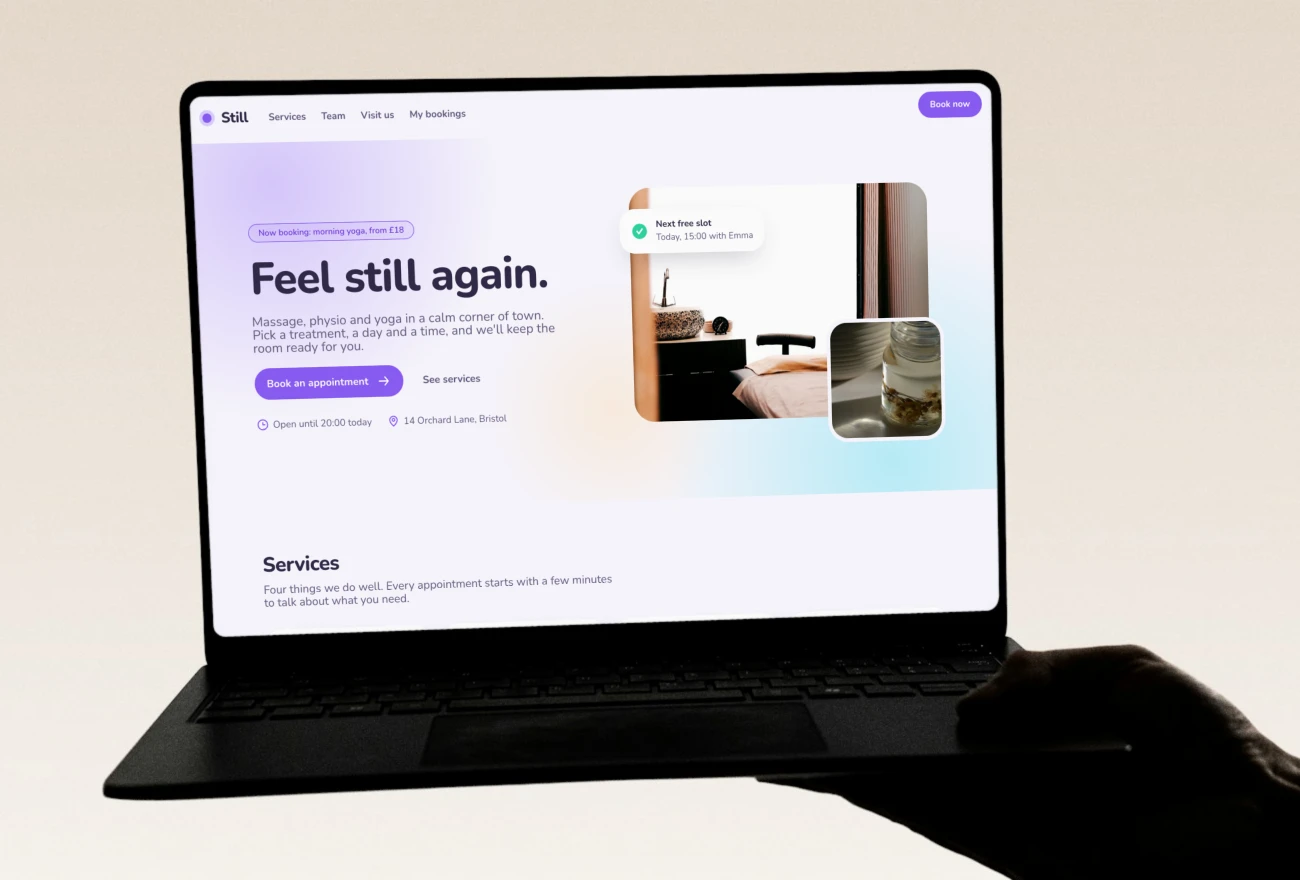 Still
Services
Team
Visit us
My bookings
Book now
Now booking: morning yoga, from £18
Feel still again.
Massage, physio and yoga in a calm corner of town.
Pick a treatment, a day and a time, and we'll keep the
room ready for you.
Book an appointment
See services
Open until 20:00 today
14 Orchard Lane, Bristol
Next free slot
Today, 15:00 with Emma
Services
Four things we do well. Every appointment starts with a few minutes
to talk about what you need.